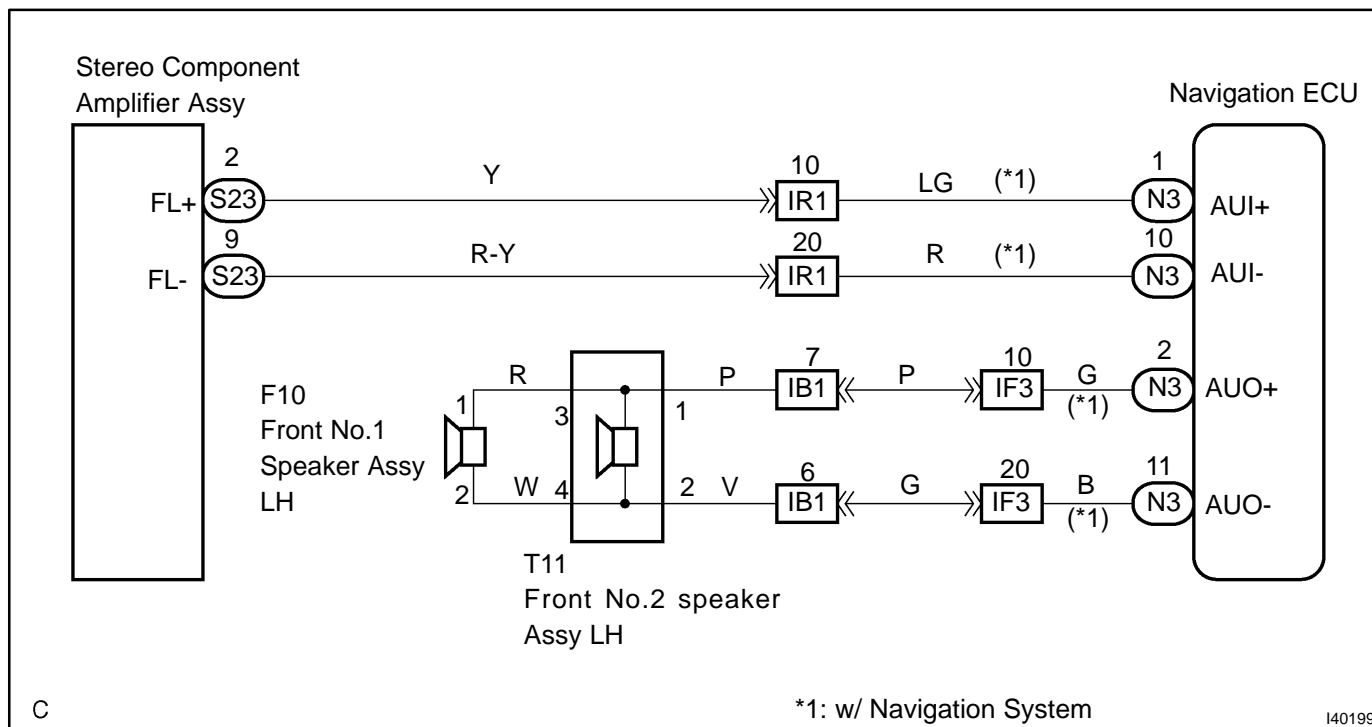 Stereo Component
Amplifier Assy
Navigation ECU
2
Y
10
LG
(*1)
1
FL+
S23
IR1
N3
AUI+
9
R-Y
20
R
(*1)
10
FL-
S23
IR1
N3
AUI-
F10
Front No.1
Speaker Assy
LH
1
R
3
1
P
7
IB1
P
10
IF3
G
(*1)
2
N3
AUO+
2
W
4
2
V
6
IB1
G
20
IF3
B
(*1)
11
N3
AUO-
T11
Front No.2 speaker
Assy LH
C
*1: w/ Navigation System
I40199